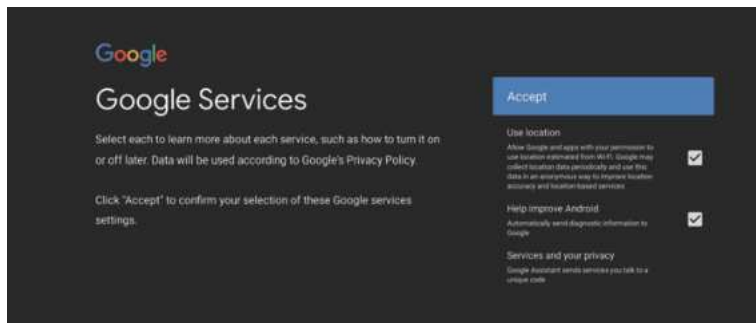 Google
Google Services
Select each to learn more about each service, such as how to turn it on
or off later. Data will be used according to Google's Privacy Policy.
Click "Accept" to confirm your selection of these Google services
settings.
Accept
Use location
Allow Google and apps with your permission to
use location estimated from Wi-Fi. Google may
collect location data periodically and use this
data in an anonymous way to improve location
accuracy and location-based services
Help improve Android
Automatically send diagnostic information to
Google
Services and your privacy
Google Assistant sends services you talk to a
unique code